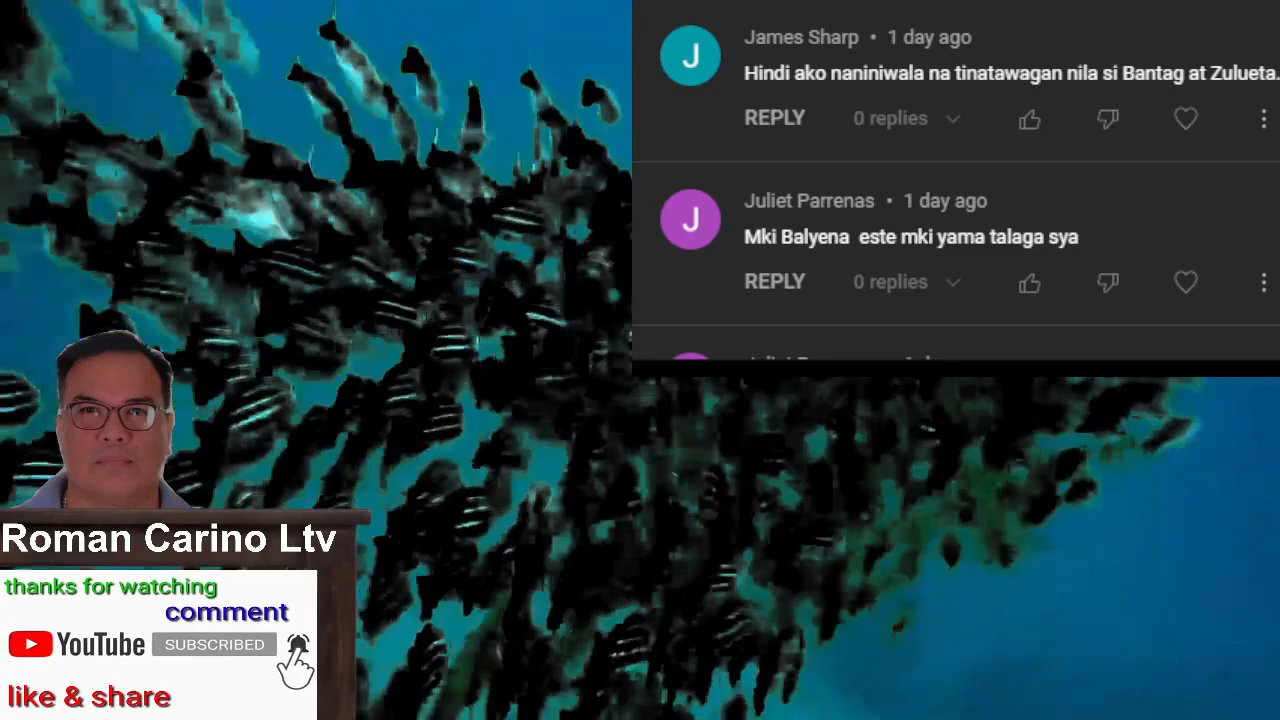 James Sharp • 1 day ago
Hindi ako naniniwala na tinatawagan nila si Bantag at Zulueta.
REPLY 0 replies
J
Juliet Parrenas • 1 day ago
Mki Balyena este mki yama talaga sya
REPLY 0 replies
J
Roman Carino Ltv
thanks for watching
comment
YouTube SUBSCRIBED
like & share